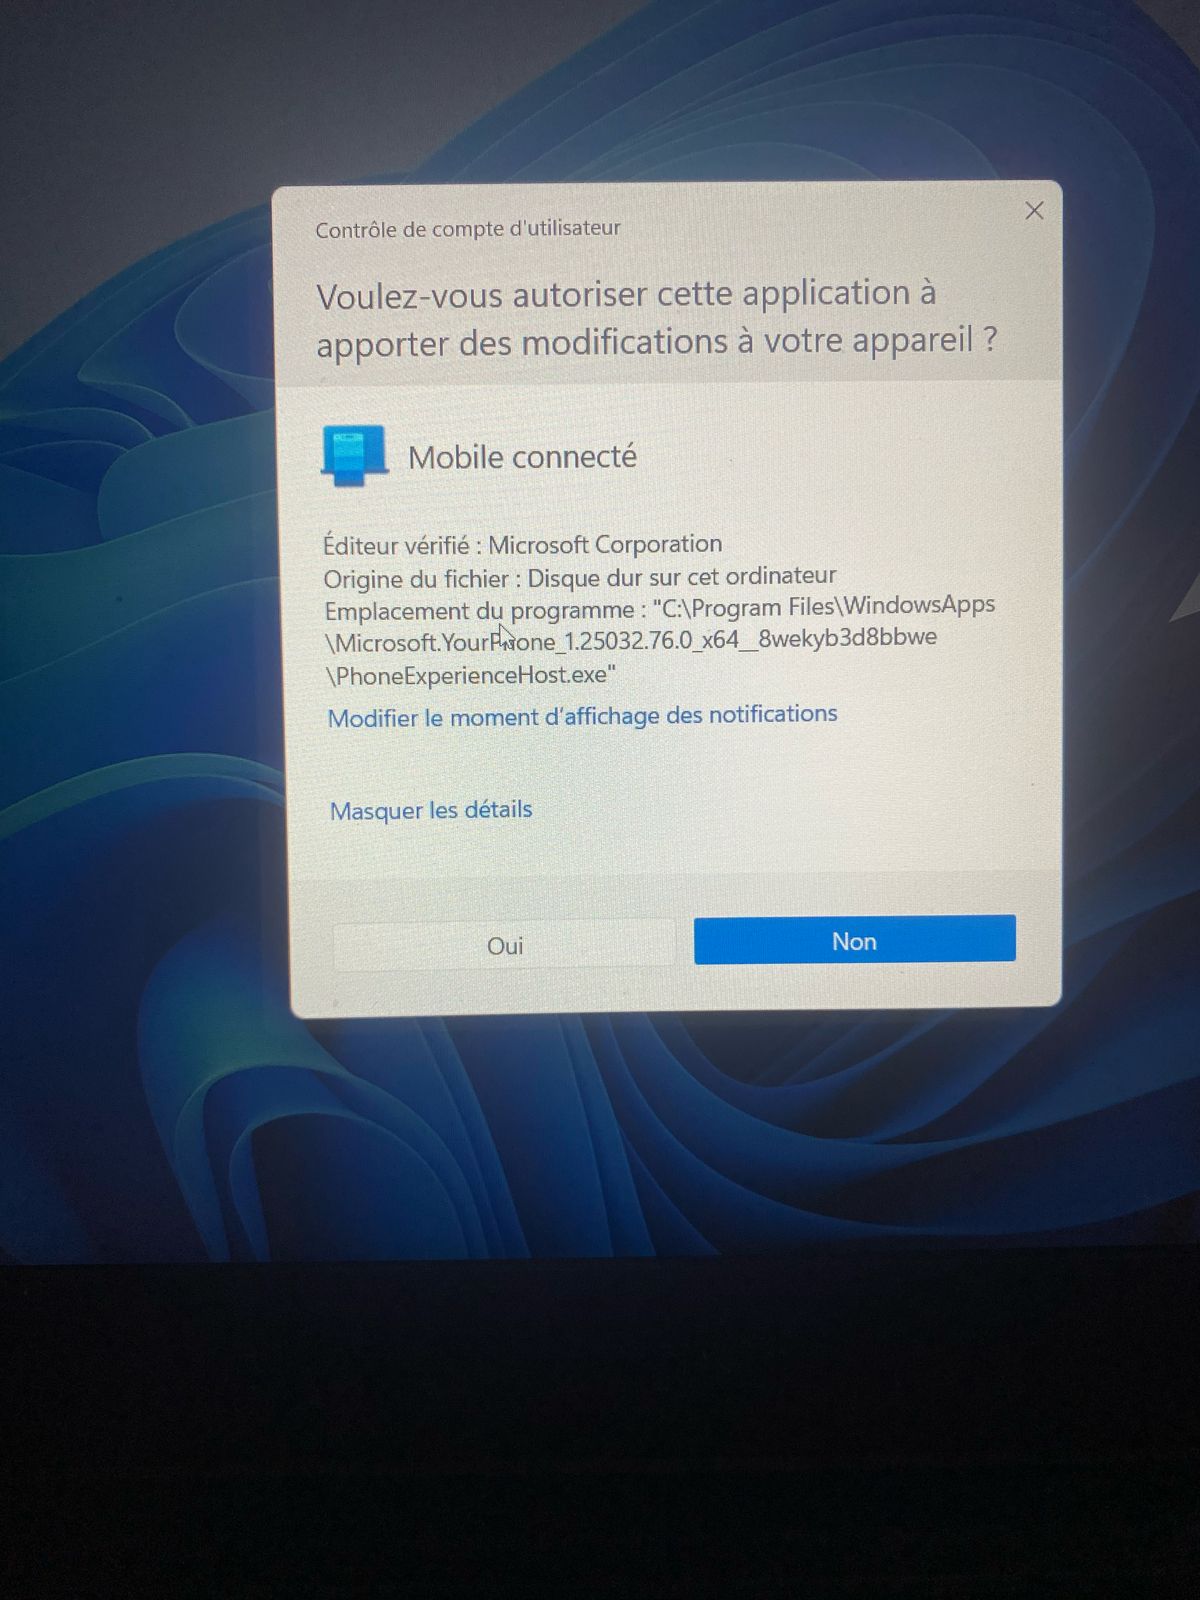 Contrôle de compte d'utilisateur
Voulez-vous autoriser cette application à
apporter des modifications à votre appareil ?
Mobile connecté
Éditeur vérifié : Microsoft Corporation
Origine du fichier : Disque dur sur cet ordinateur
Emplacement du programme : "C:\Program Files\WindowsApps
\Microsoft.YourPhone_1.25032.76.0_x64__8wekyb3d8bbwe
\PhoneExperienceHost.exe"
Modifier le moment d'affichage des notifications
Masquer les détails
Oui
Non